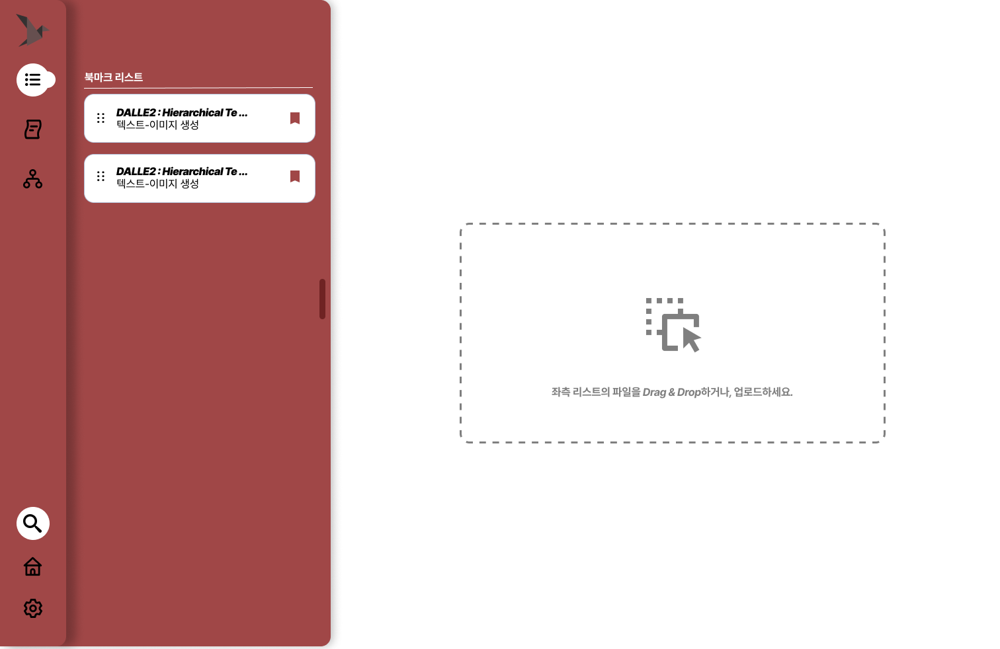 북마크 리스트
DALLE2 : Hierarchical Te ...
텍스트-이미지 생성
DALLE2 : Hierarchical Te ...
텍스트-이미지 생성
좌측 리스트의 파일을 Drag & Drop하거나, 업로드하세요.